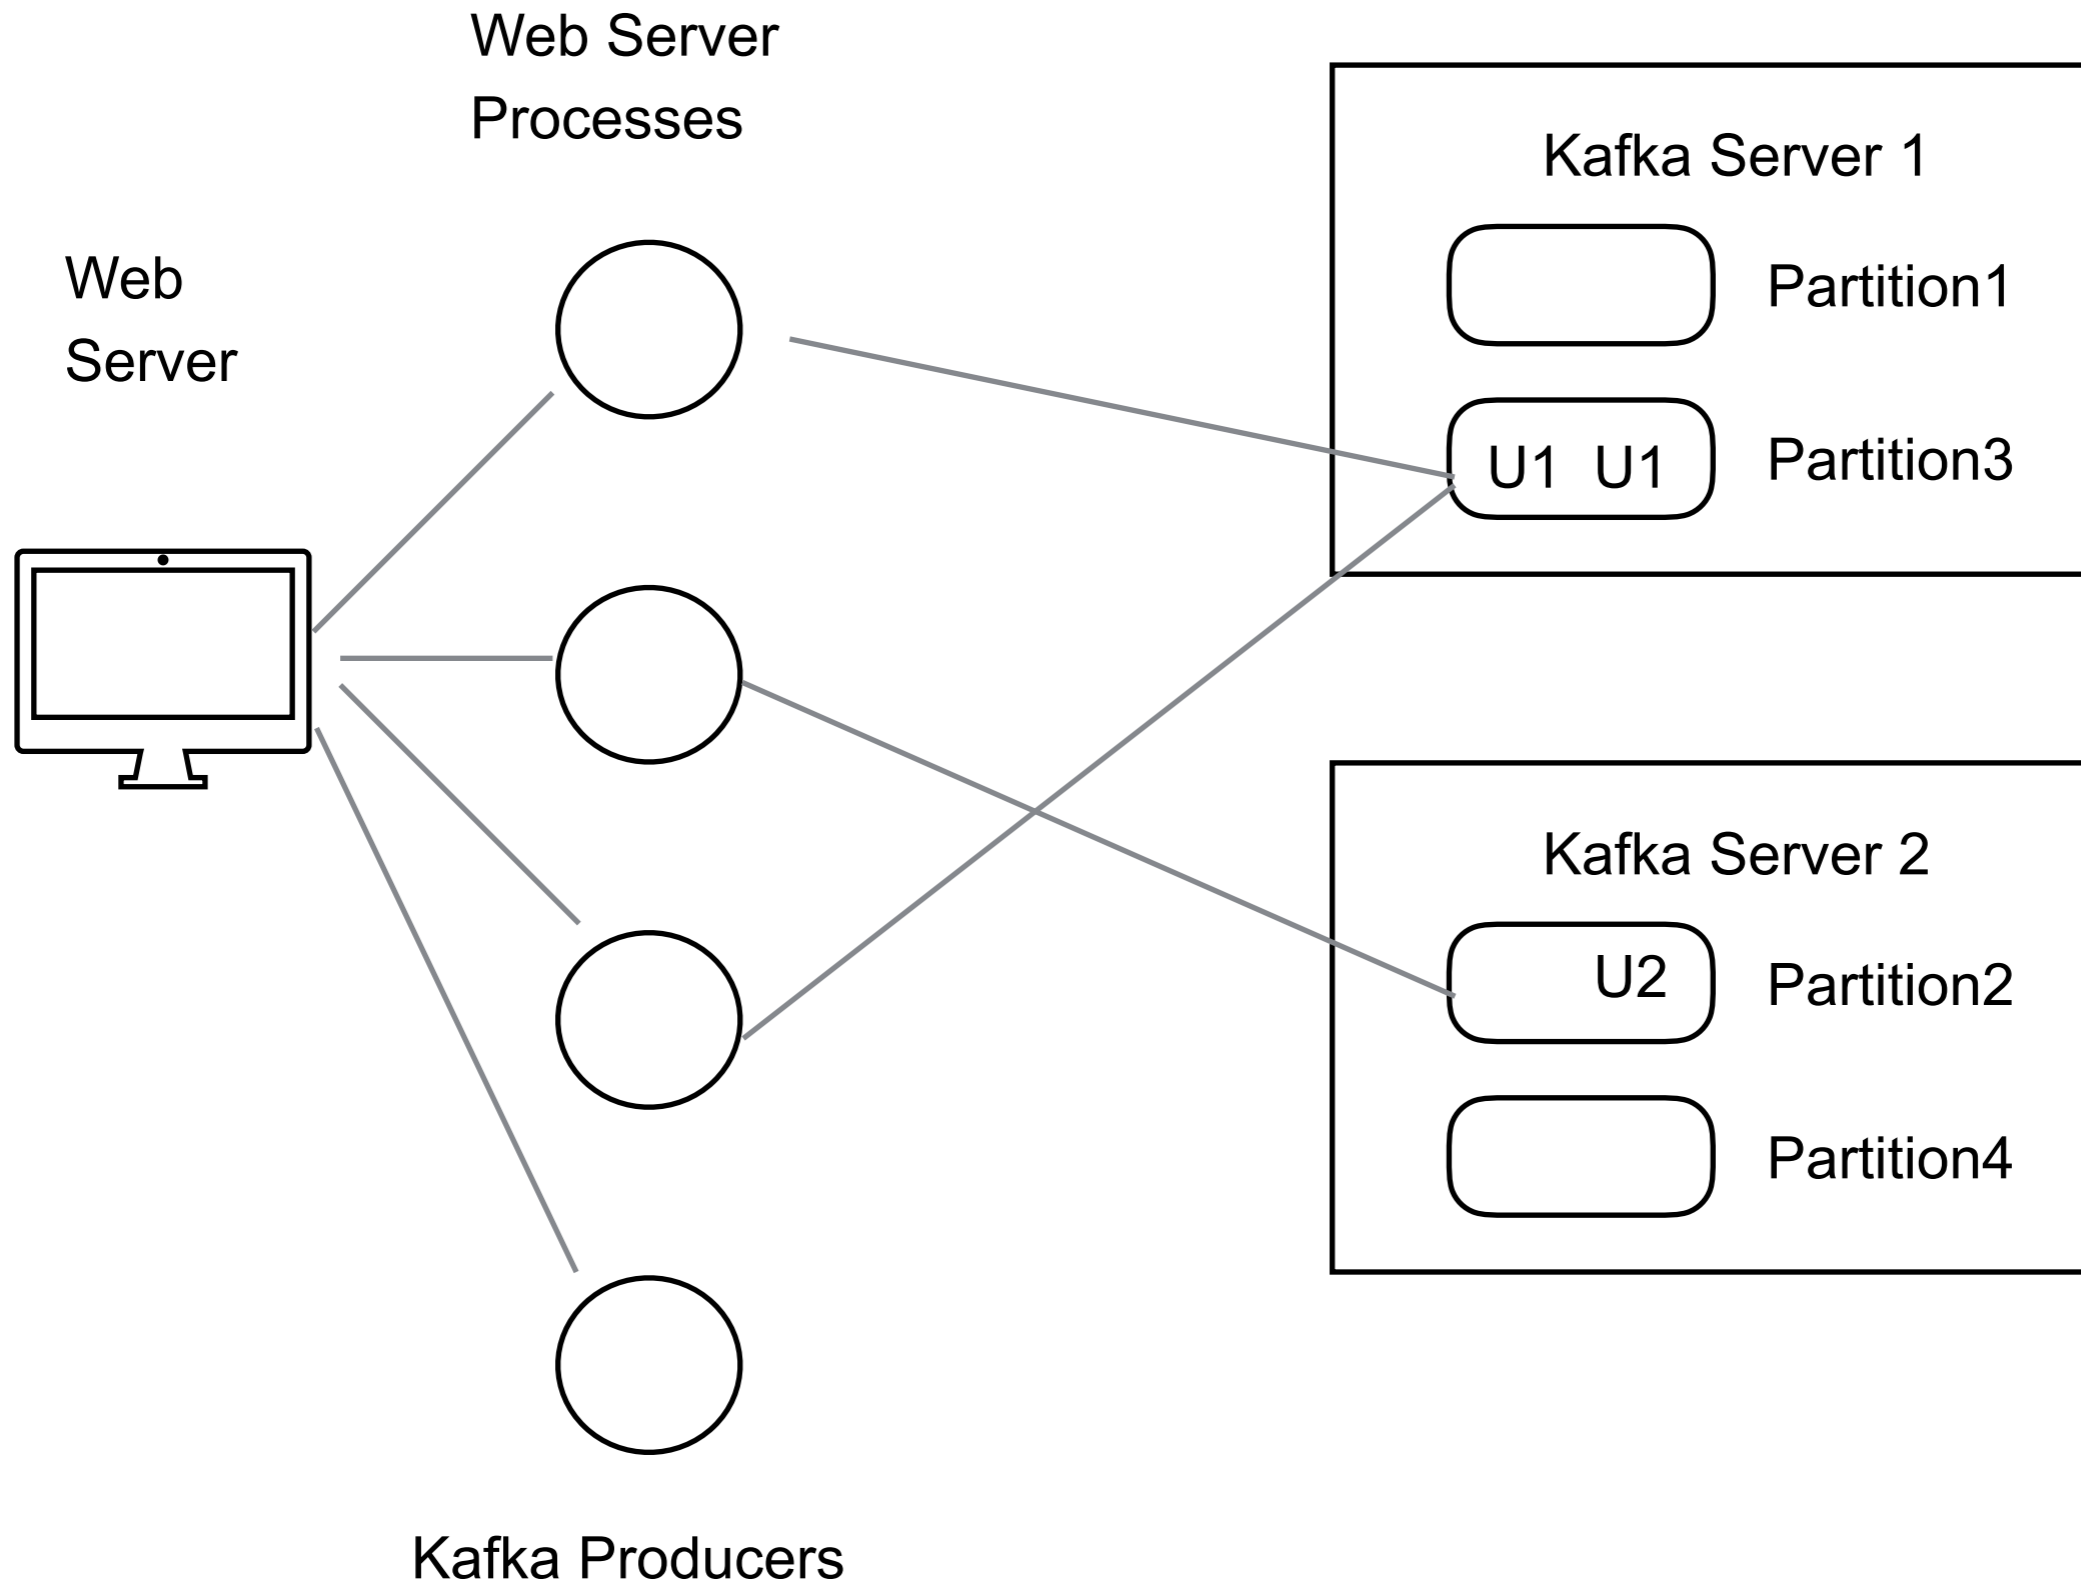 Web Server
Processes
Web
Server
Kafka Server 1
Partition1
U1 U1 Partition3
Kafka Server 2
U2 Partition2
Partition4
Kafka Producers